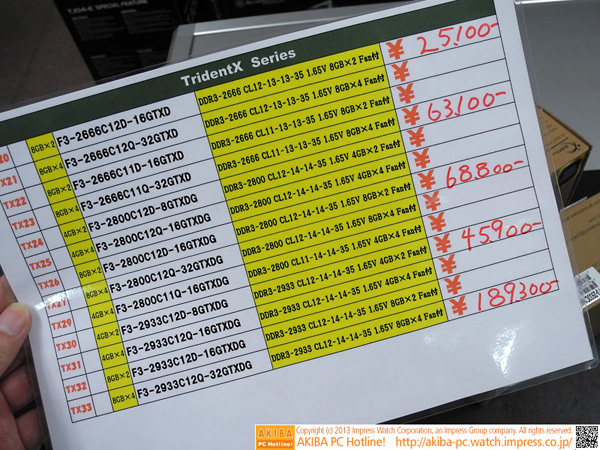 TridentX Series
20 8GB×2 F3-2666C12D-16GTXD DDR3-2666 CL12-13-13-35 1.65V 8GB×2 Fan付 ¥ 25,100-
TX21 8GB×4 F3-2666C12Q-32GTXD DDR3-2666 CL12-13-13-35 1.65V 8GB×4 Fan付 ¥
TX22 8GB×2 F3-2666C11D-16GTXD DDR3-2666 CL11-13-13-35 1.65V 8GB×2 Fan付 ¥
TX23 8GB×4 F3-2666C11Q-32GTXD DDR3-2666 CL11-13-13-35 1.65V 8GB×4 Fan付 ¥ 63,100-
TX24 4GB×2 F3-2800C12D-8GTXDG DDR3-2800 CL12-14-14-35 1.65V 4GB×2 Fan付 ¥
TX25 4GB×4 F3-2800C12Q-16GTXDG DDR3-2800 CL12-14-14-35 1.65V 4GB×4 Fan付 ¥
TX26 8GB×2 F3-2800C12D-16GTXDG DDR3-2800 CL12-14-14-35 1.65V 8GB×2 Fan付 ¥ 68800-
TX27 8GB×4 F3-2800C12Q-32GTXDG DDR3-2800 CL12-14-14-35 1.65V 8GB×4 Fan付 ¥
TX29 4GB×4 F3-2800C11Q-16GTXDG DDR3-2800 CL11-14-14-35 1.65V 4GB×4 Fan付 ¥
TX30 4GB×2 F3-2933C12D-8GTXDG DDR3-2933 CL12-14-14-35 1.65V 4GB×2 Fan付 ¥ 45900-
TX31 4GB×4 F3-2933C12Q-16GTXDG DDR3-2933 CL12-14-14-35 1.65V 4GB×4 Fan付 ¥
TX32 8GB×2 F3-2933C12D-16GTXDG DDR3-2933 CL12-14-14-35 1.65V 8GB×2 Fan付 ¥
TX33 8GB×4 F3-2933C12Q-32GTXDG DDR3-2933 CL12-14-14-35 1.65V 8GB×4 Fan付 ¥ 189300-
AKIBA PC Hotline!
Copyright (c) 2013 Impress Watch Corporation, an Impress Group company. All rights reserved.
AKIBA PC Hotline! http://akiba-pc.watch.impress.co.jp/